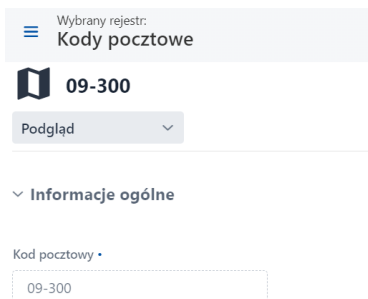 Wybrany rejestr:
Kody pocztowe
09-300
Podgląd
Informacje ogólne
Kod pocztowy •
09-300